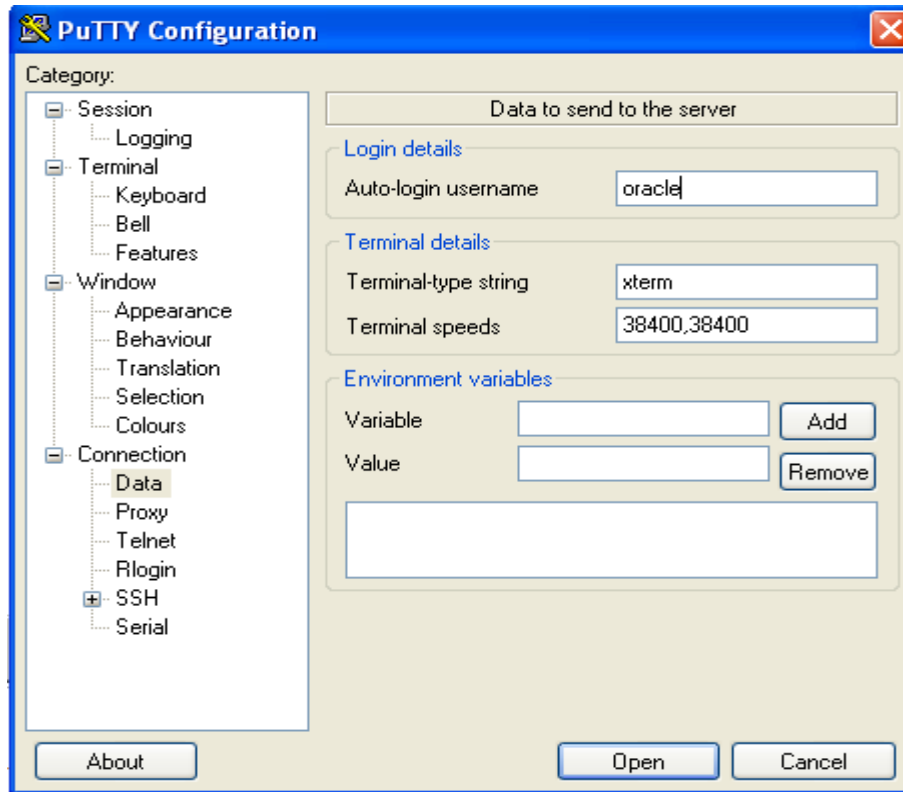 PuTTY Configuration
Category:
Session
Logging
Terminal
Keyboard
Bell
Features
Window
Appearance
Behaviour
Translation
Selection
Colours
Connection
Data
Proxy
Telnet
Rlogin
SSH
Serial
Data to send to the server
Login details
Auto-login username oracle
Terminal details
Terminal-type string xterm
Terminal speeds 38400,38400
Environment variables
Variable Add
Value Remove
About Open Cancel